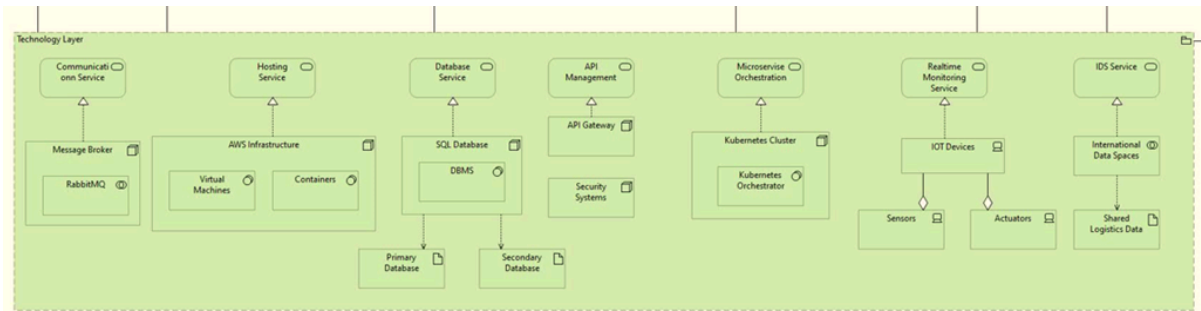 Technology Layer
Communicati
onn Service
Hosting
Service
Database
Service
API
Management
Microservise
Orchestration
Realtime
Monitoring
Service
IDS Service
Message Broker
RabbitMQ
AWS Infrastructure
Virtual
Machines
Containers
SQL Database
DBMS
API Gateway
Security
Systems
Kubernetes Cluster
Kubernetes
Orchestrator
IOT Devices
International
Data Spaces
Sensors
Actuators
Shared
Logistics Data
Primary
Database
Secondary
Database